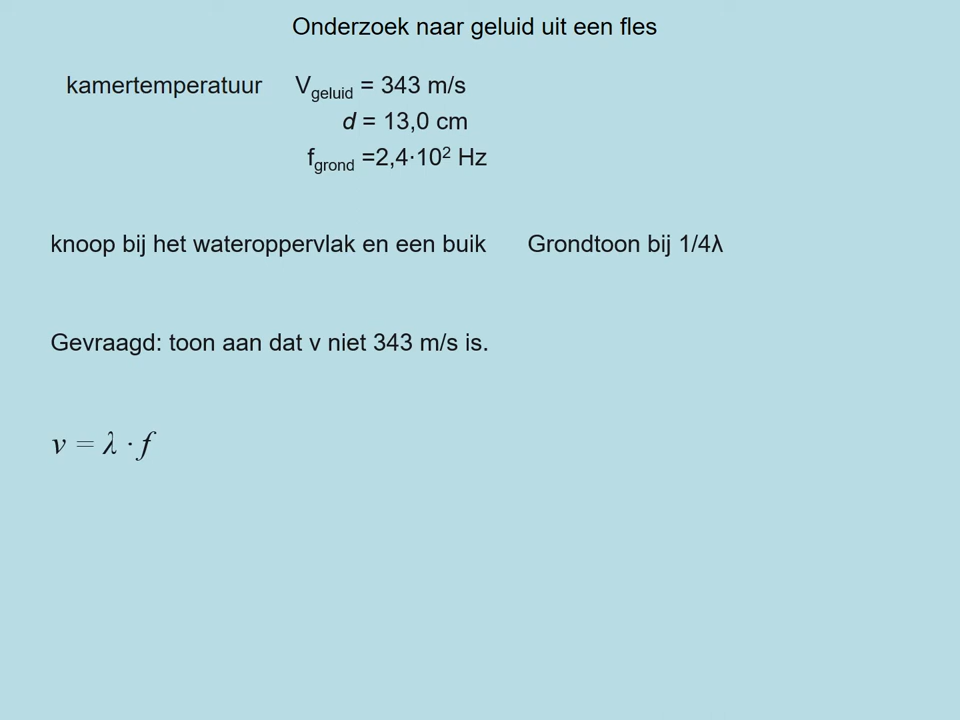 Onderzoek naar geluid uit een fles
kamertemperatuur V_geluid = 343 m/s
d = 13,0 cm
f_grond =2,4·10² Hz
knoop bij het wateroppervlak en een buik Grondtoon bij 1/4λ
Gevraagd: toon aan dat v niet 343 m/s is.
v = λ · f